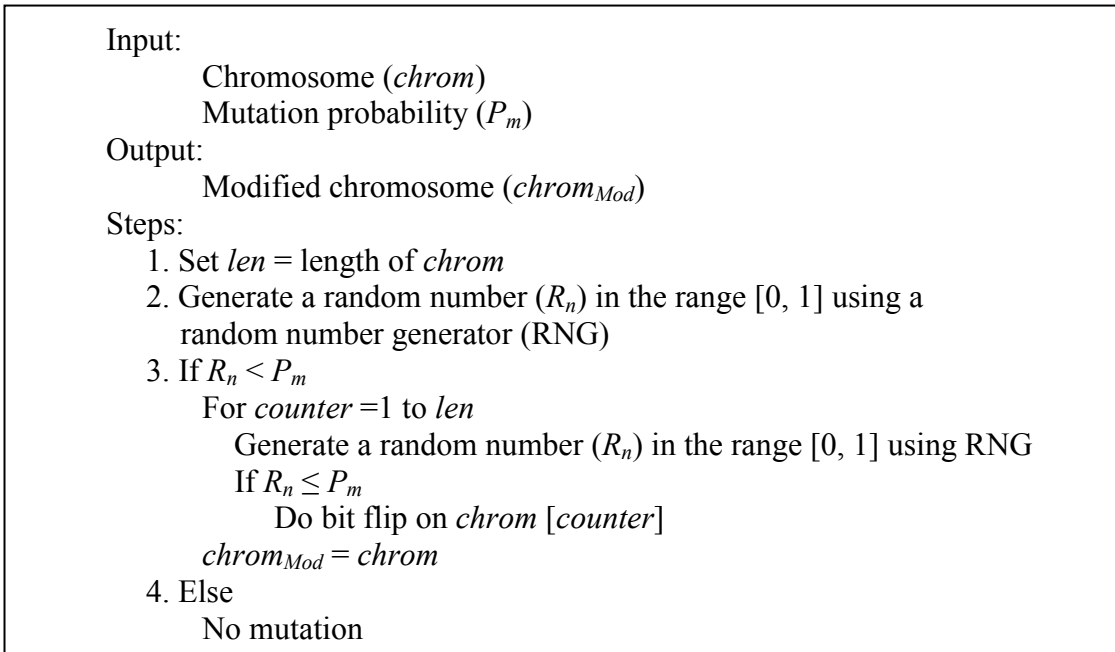 Input:
Chromosome (chrom)
Mutation probability (Pm)
Output:
Modified chromosome (chromMod)
Steps:
1. Set len = length of chrom
2. Generate a random number (Rn) in the range [0, 1] using a
random number generator (RNG)
3. If Rn < Pm
For counter =1 to len
Generate a random number (Rn) in the range [0, 1] using RNG
If Rn ≤ Pm
Do bit flip on chrom [counter]
chromMod = chrom
4. Else
No mutation